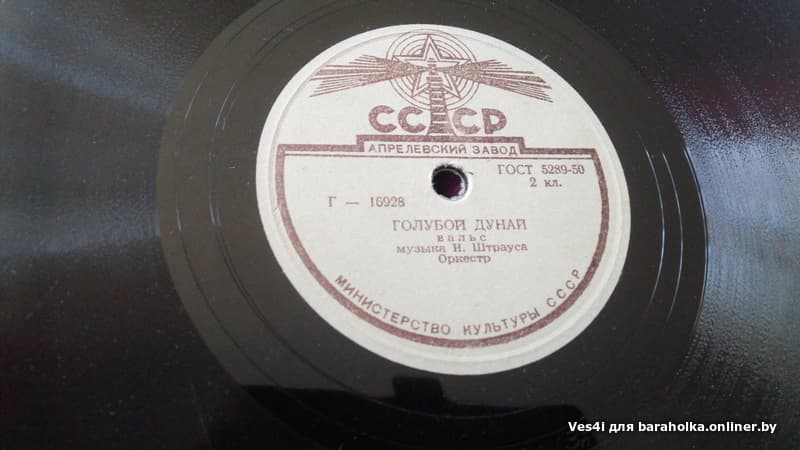 СССР
АПРЕЛЕВСКИЙ ЗАВОД
ГОСТ 5289-50
2 кл.
Г — 16928
ГОЛУБОЙ ДУНАЙ
вальс
музыка И. Штрауса
Оркестр
МИНИСТЕРСТВО КУЛЬТУРЫ СССР
Ves4i для baraholka.onliner.by